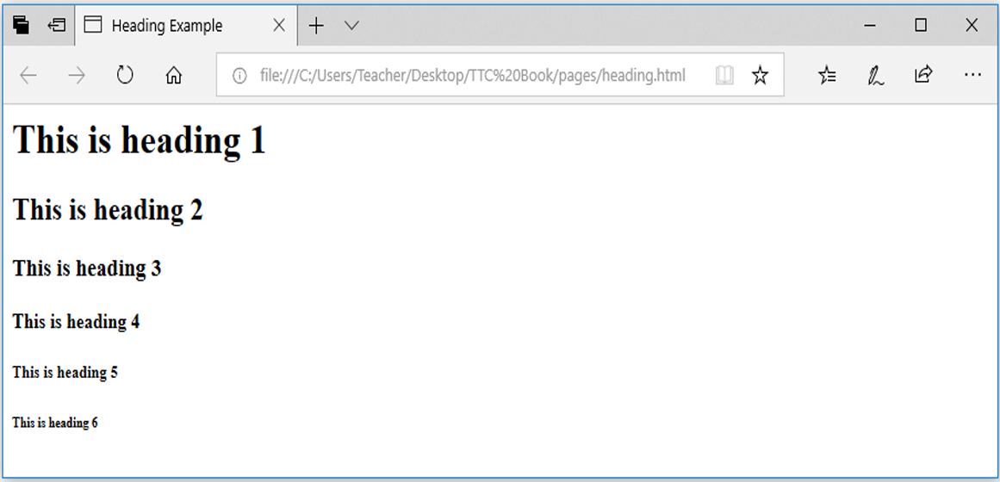 Heading Example
file:///C:/Users/Teacher/Desktop/TTC%20Book/pages/heading.html
This is heading 1
This is heading 2
This is heading 3
This is heading 4
This is heading 5
This is heading 6